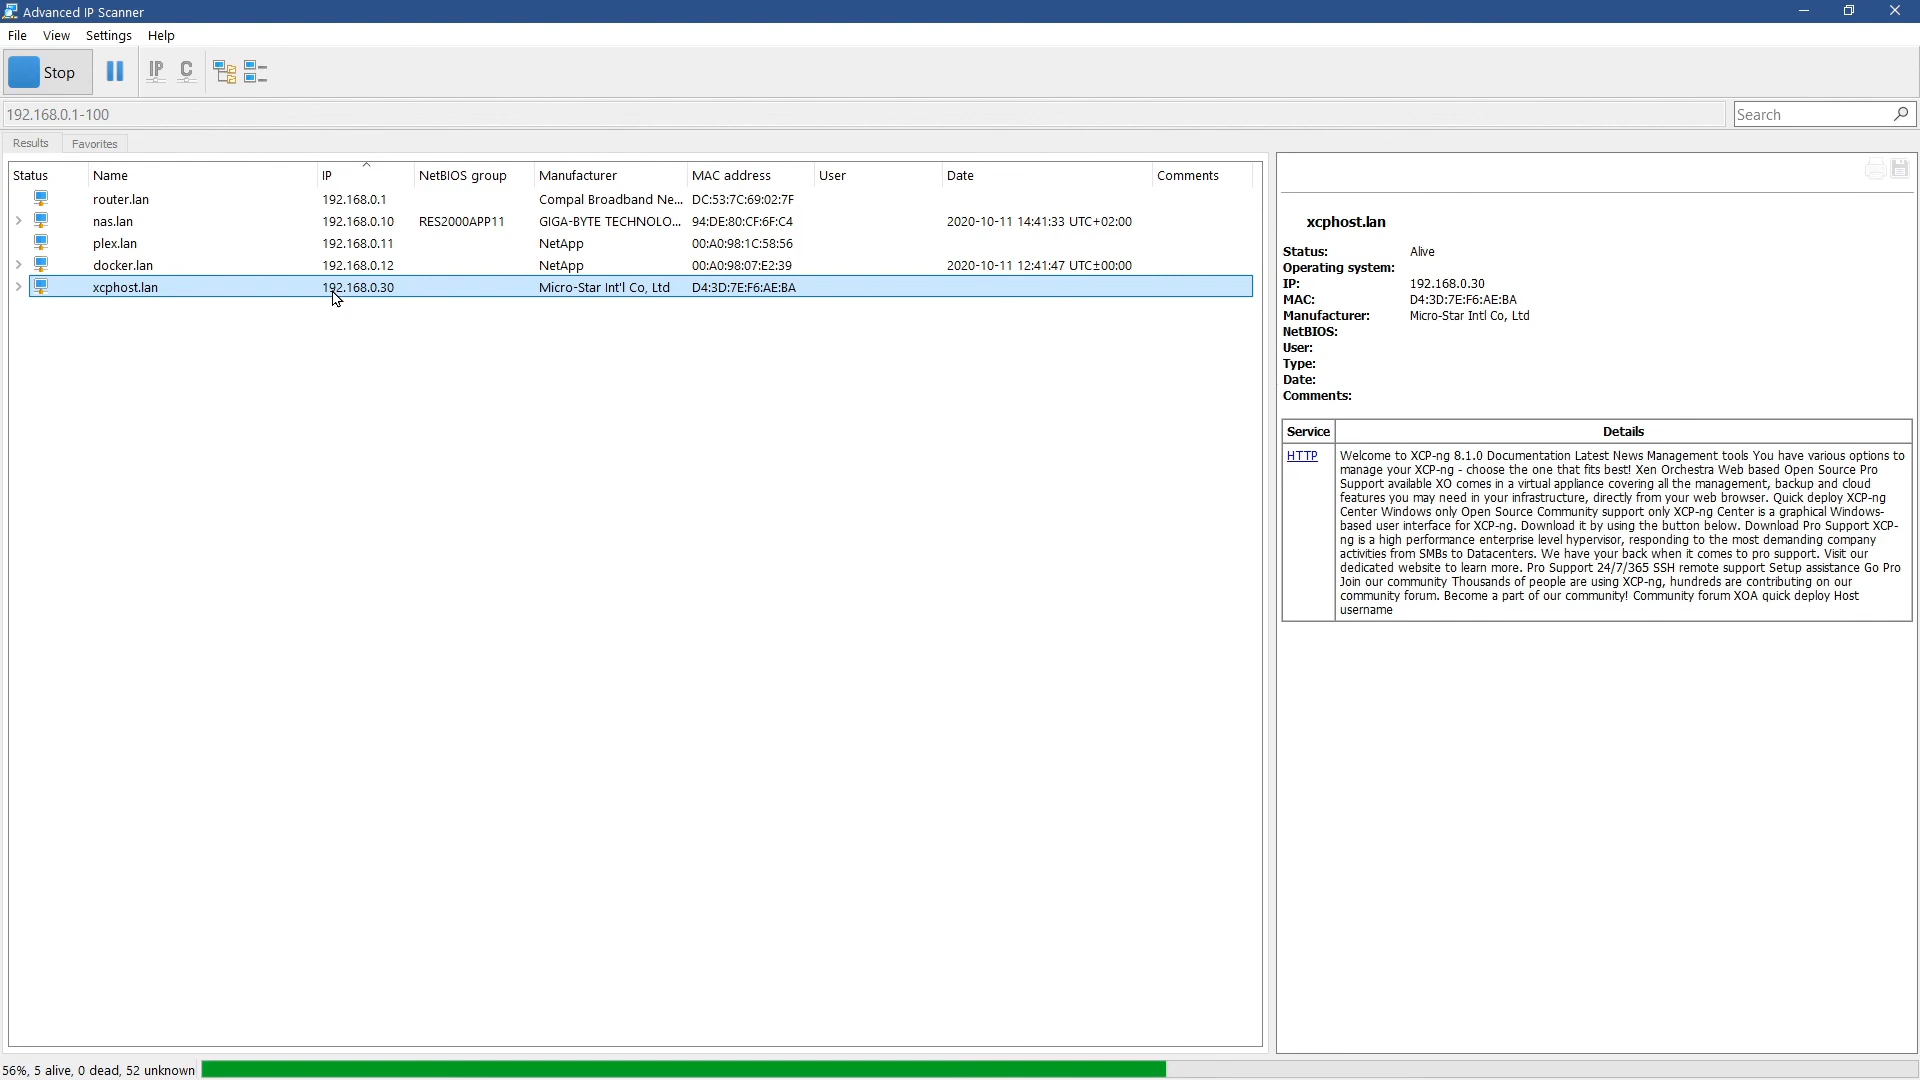 Advanced IP Scanner
File View Settings Help
Stop IP C
192.168.0.1-100 Search
Results Favorites
Status Name IP NetBIOS group Manufacturer MAC address User Date Comments
router.lan 192.168.0.1 Compal Broadband Ne... DC:53:7C:69:02:7F
nas.lan 192.168.0.10 RES2000APP11 GIGA-BYTE TECHNOLO... 94:DE:80:CF:6F:C4 2020-10-11 14:41:33 UTC+02:00
plex.lan 192.168.0.11 NetApp 00:A0:98:1C:58:56
docker.lan 192.168.0.12 NetApp 00:A0:98:07:E2:39 2020-10-11 12:41:47 UTC±00:00
xcphost.lan 192.168.0.30 Micro-Star Int'l Co, Ltd D4:3D:7E:F6:AE:BA
xcphost.lan
Status: Alive
Operating system:
IP: 192.168.0.30
MAC: D4:3D:7E:F6:AE:BA
Manufacturer: Micro-Star Intl Co, Ltd
NetBIOS:
User:
Type:
Date:
Comments:
Service Details
HTTP Welcome to XCP-ng 8.1.0 Documentation Latest News Management tools You have various options to
manage your XCP-ng - choose the one that fits best! Xen Orchestra Web based Open Source Pro
Support available XO comes in a virtual appliance covering all the management, backup and cloud
features you may need in your infrastructure, directly from your web browser. Quick deploy XCP-ng
Center Windows only Open Source Community support only XCP-ng Center is a graphical Windows-
based user interface for XCP-ng. Download it by using the button below. Download Pro Support XCP-
ng is a high performance enterprise level hypervisor, responding to the most demanding company
activities from SMBs to Datacenters. We have your back when it comes to pro support. Visit our
dedicated website to learn more. Pro Support 24/7/365 SSH remote support Setup assistance Go Pro
Join our community Thousands of people are using XCP-ng, hundreds are contributing on our
community forum. Become a part of our community! Community forum XOA quick deploy Host
username
56%, 5 alive, 0 dead, 52 unknown